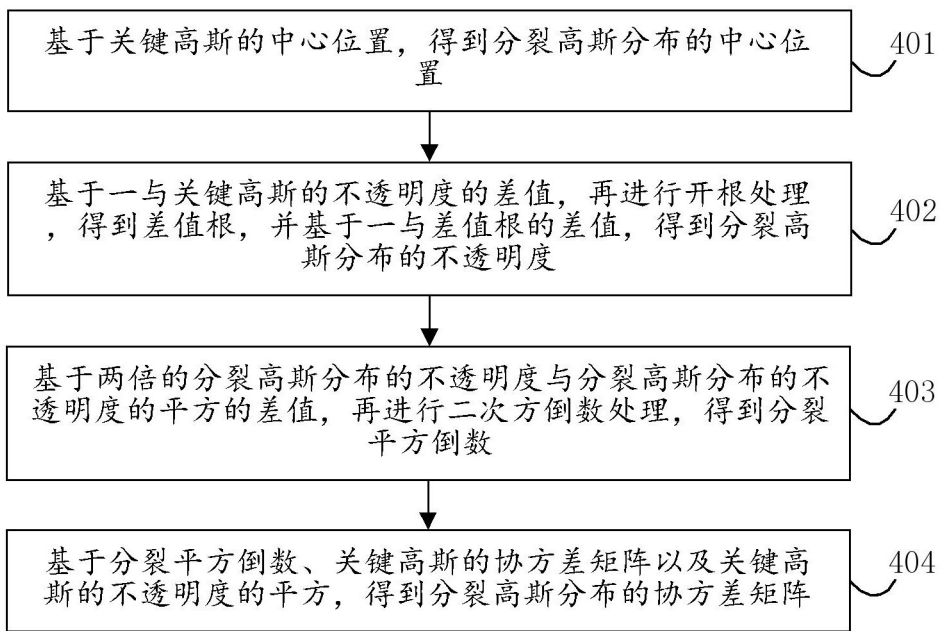 基于关键高斯的中心位置，得到分裂高斯分布的中心位
置
401
基于一与关键高斯的不透明度的差值，再进行开根处理
，得到差值根，并基于一与差值根的差值，得到分裂高
斯分布的不透明度
402
基于两倍的分裂高斯分布的不透明度与分裂高斯分布的不
透明度的平方的差值，再进行二次方倒数处理，得到分裂
平方倒数
403
基于分裂平方倒数、关键高斯的协方差矩阵以及关键高
斯的不透明度的平方，得到分裂高斯分布的协方差矩阵
404